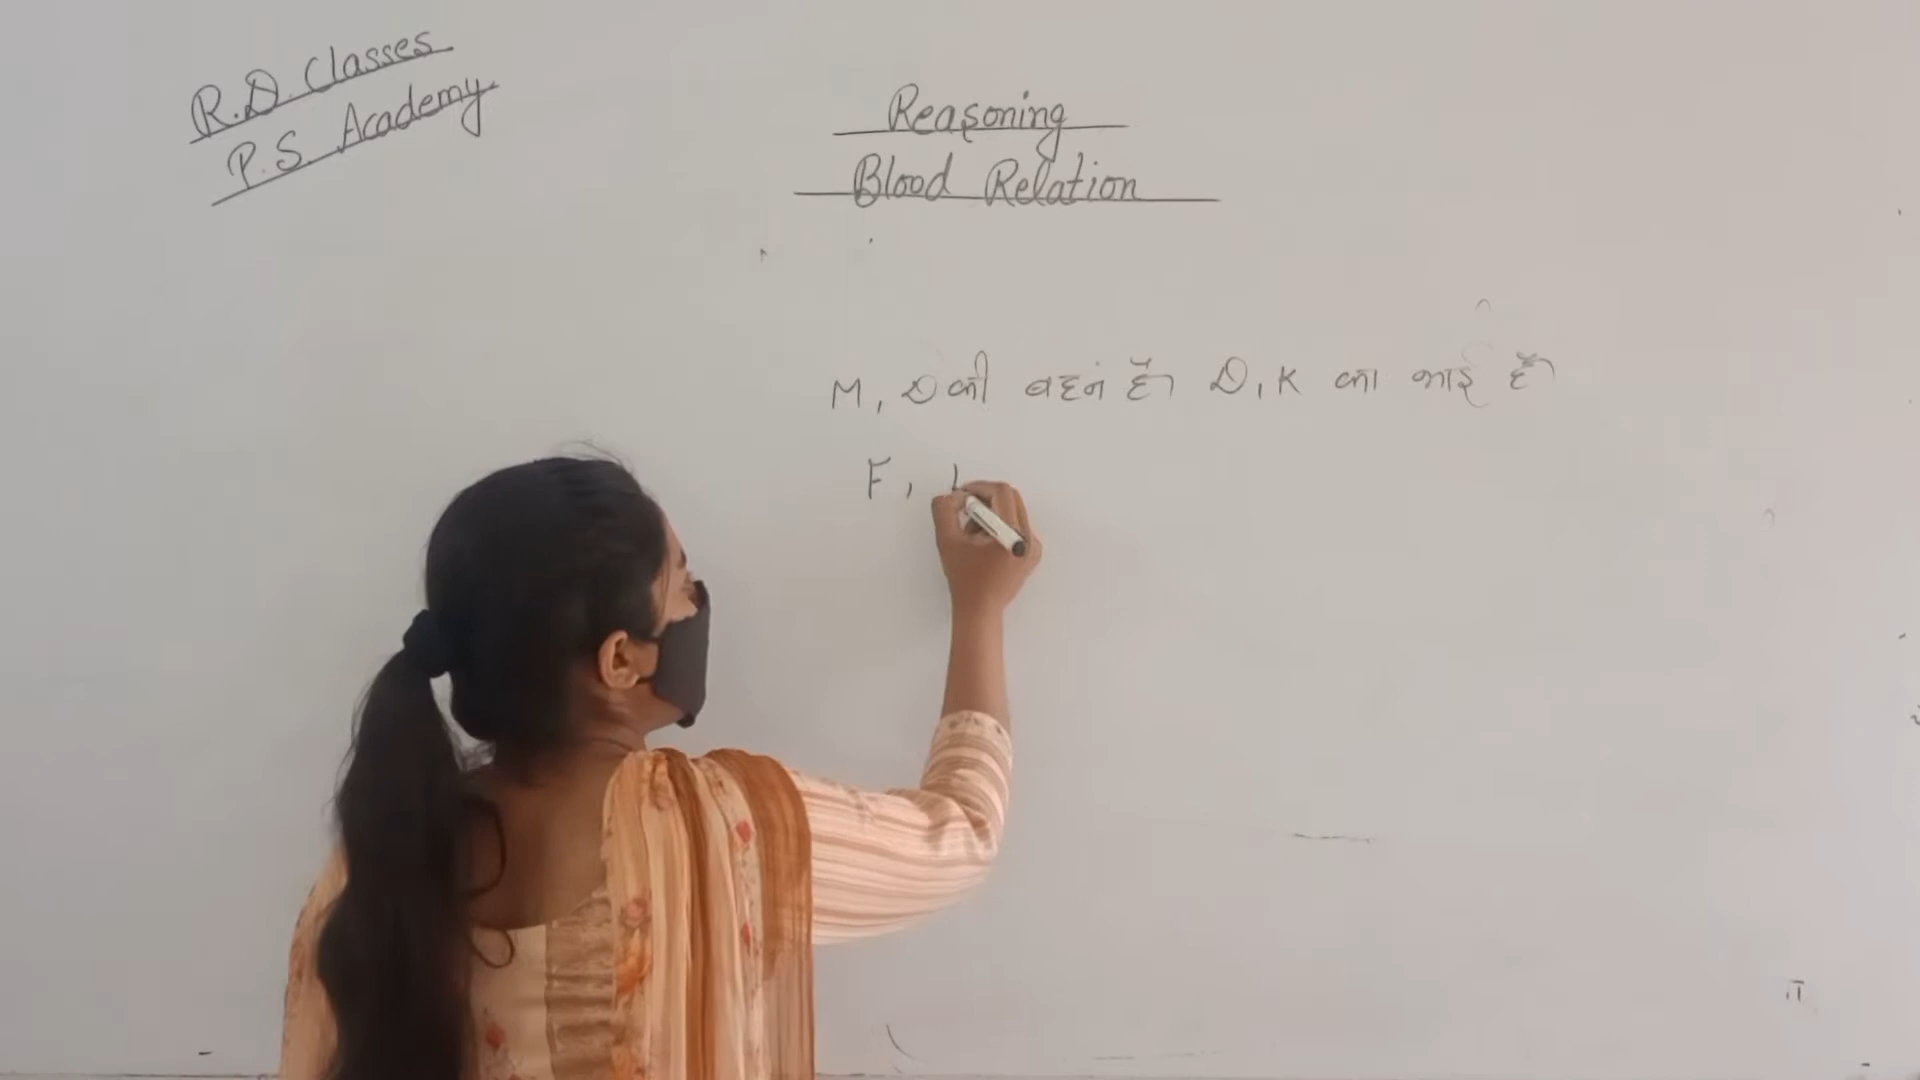 R.D. Classes
P.S. Academy
Reasoning
Blood Relation
M, D की बहन है। D, K का भाई है
F,